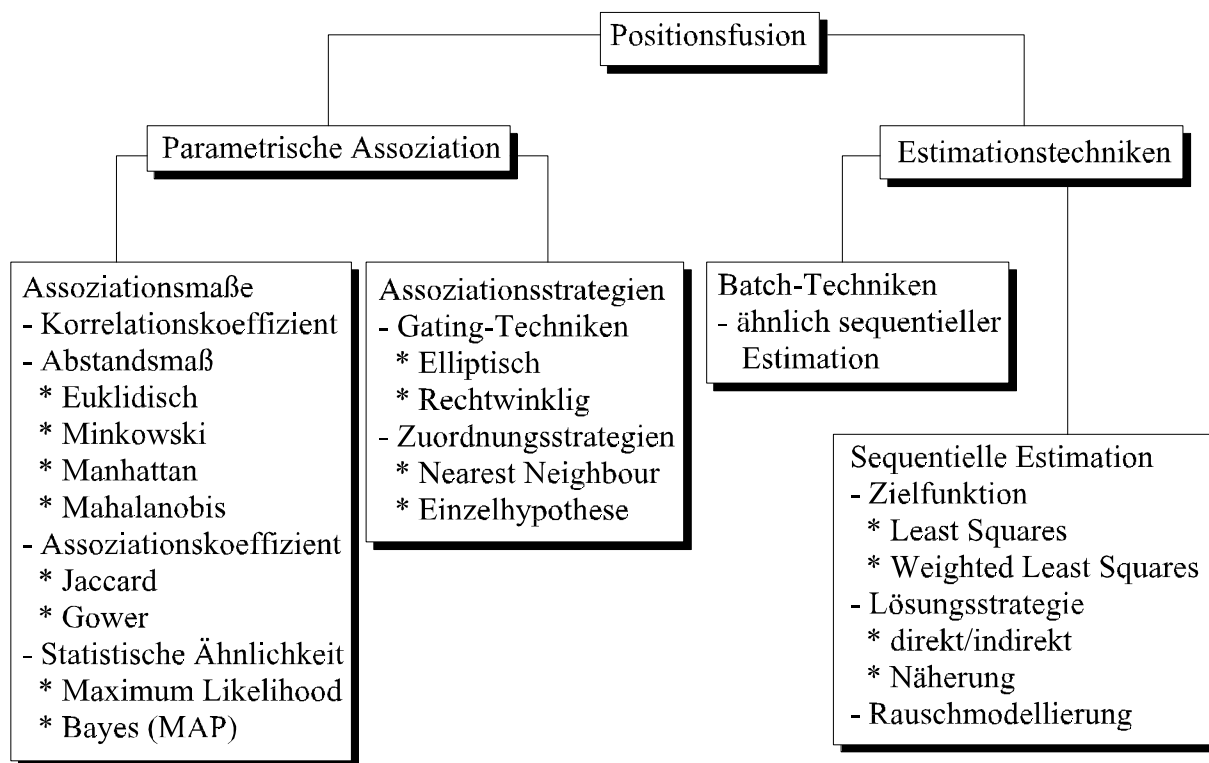 Positionsfusion
Parametrische Assoziation
Estimationstechniken
Assoziationsmaße
- Korrelationskoeffizient
- Abstandsmaß
* Euklidisch
* Minkowski
* Manhattan
* Mahalanobis
- Assoziationskoeffizient
* Jaccard
* Gower
- Statistische Ähnlichkeit
* Maximum Likelihood
* Bayes (MAP)
Assoziationsstrategien
- Gating-Techniken
* Elliptisch
* Rechtwinklig
- Zuordnungsstrategien
* Nearest Neighbour
* Einzelhypothese
Batch-Techniken
- ähnlich sequentieller
Estimation
Sequentielle Estimation
- Zielfunktion
* Least Squares
* Weighted Least Squares
- Lösungsstrategie
* direkt/indirekt
* Näherung
- Rauschmodellierung